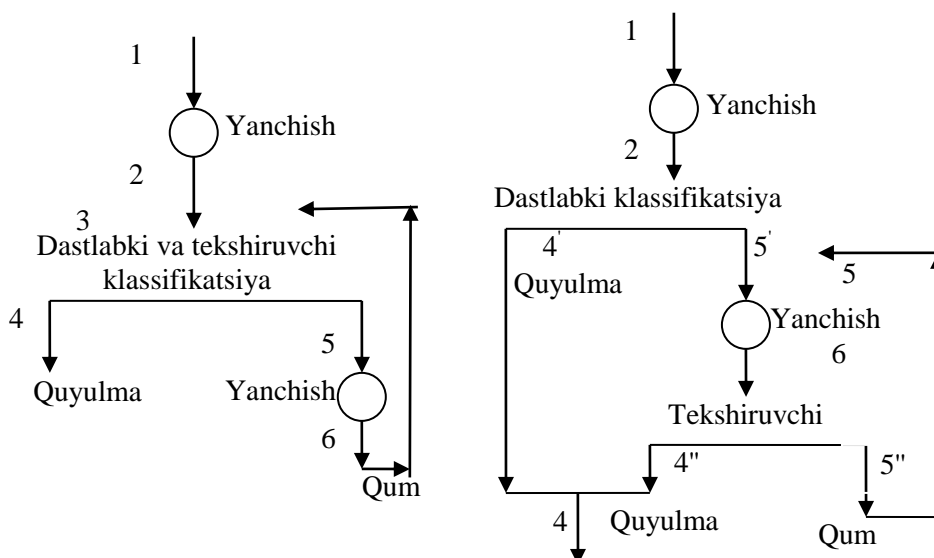 1
Yanchish
2
3
Dastlabki va tekshiruvchi
klassifikatsiya
4
5
Quyulma
Yanchish
6
Qum
1
Yanchish
2
Dastlabki klassifikatsiya
4'
5'
Quyulma
5
Yanchish
6
Tekshiruvchi
4"
5"
4
Quyulma
Qum